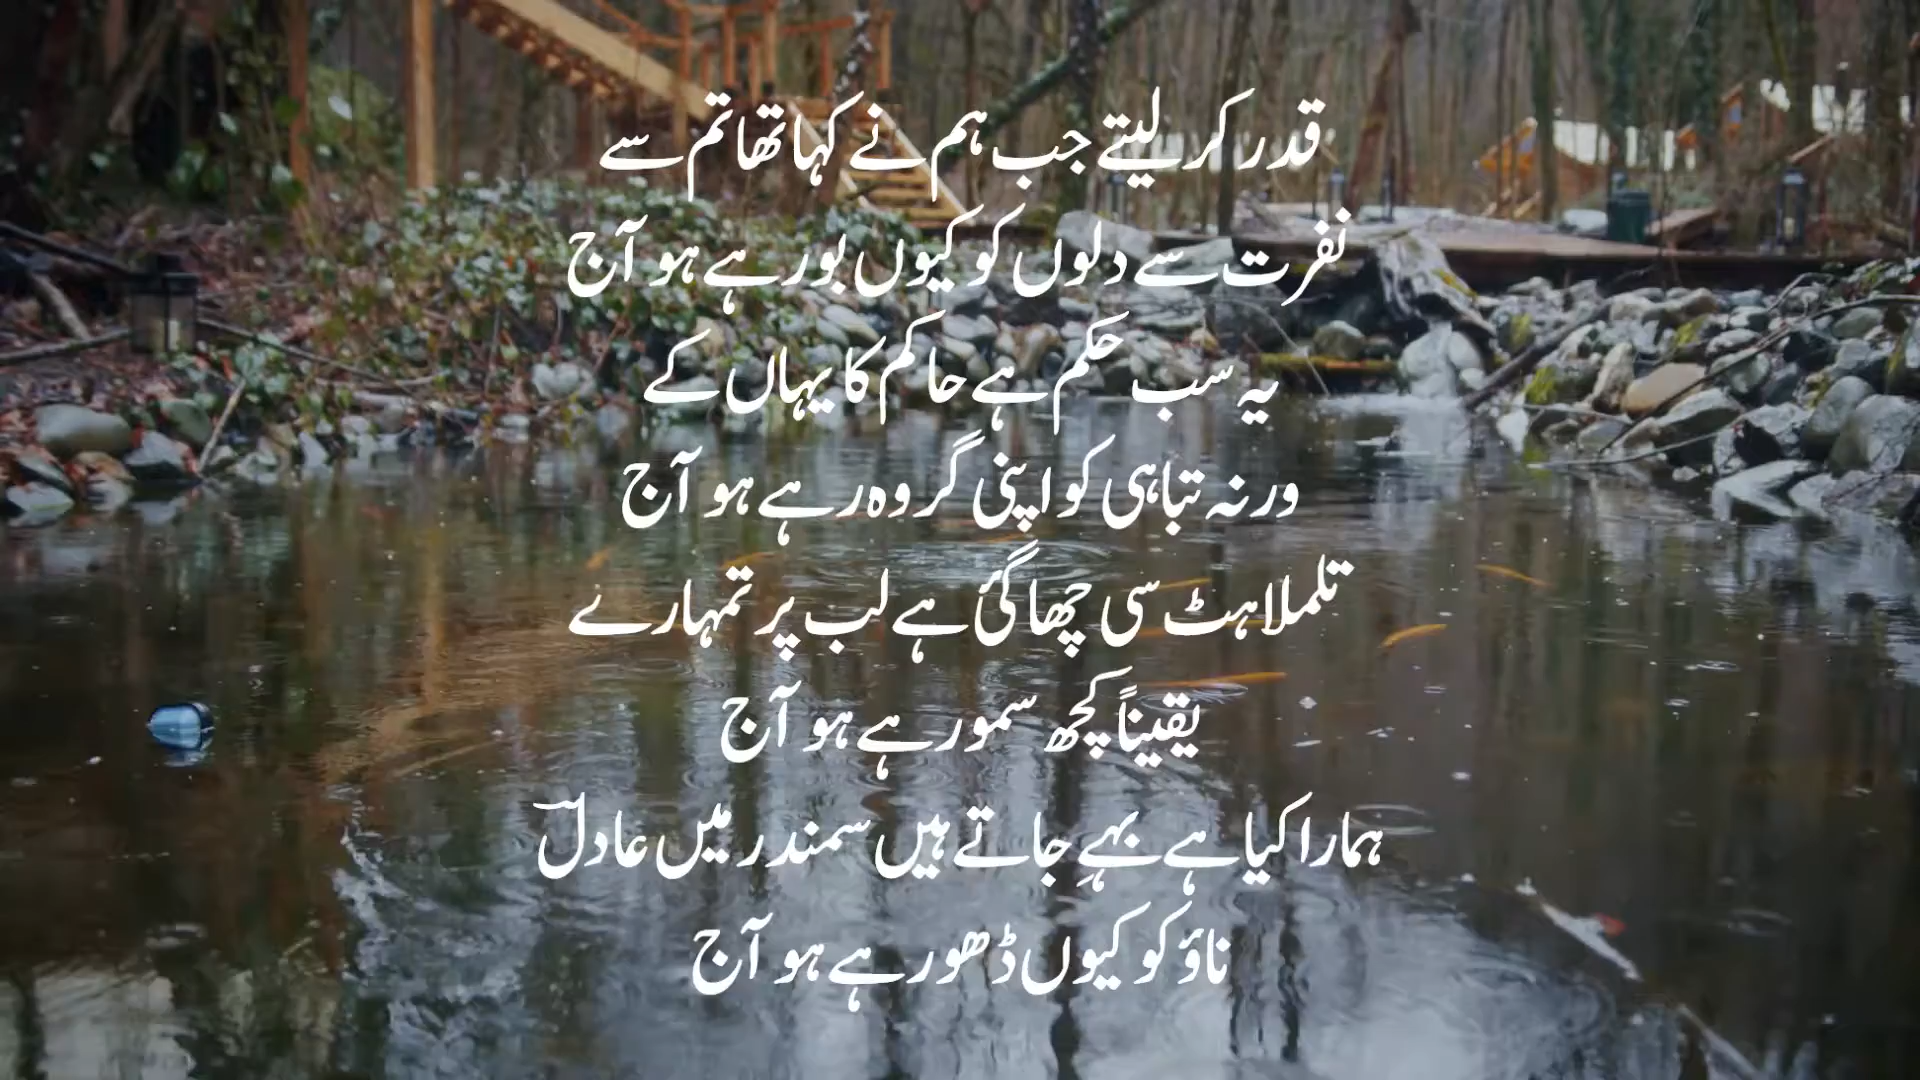 قدر کر لیتے جب ہم نے کہا تھا تم سے
نفرت سے دلوں کو کیوں بو رہے ہو آج
یہ سب حکم ہے حاکم کا یہاں کے
ورنہ تباہی کو اپنی گر وہ رہے ہو آج
تلملاہٹ سی چھا گئی ہے لب پر تمہارے
یقیناً کچھ سمو رہے ہو آج
ہمارا کیا ہے بہے جاتے ہیں سمندر میں عادلؔ
ناؤ کو کیوں ڈھو رہے ہو آج